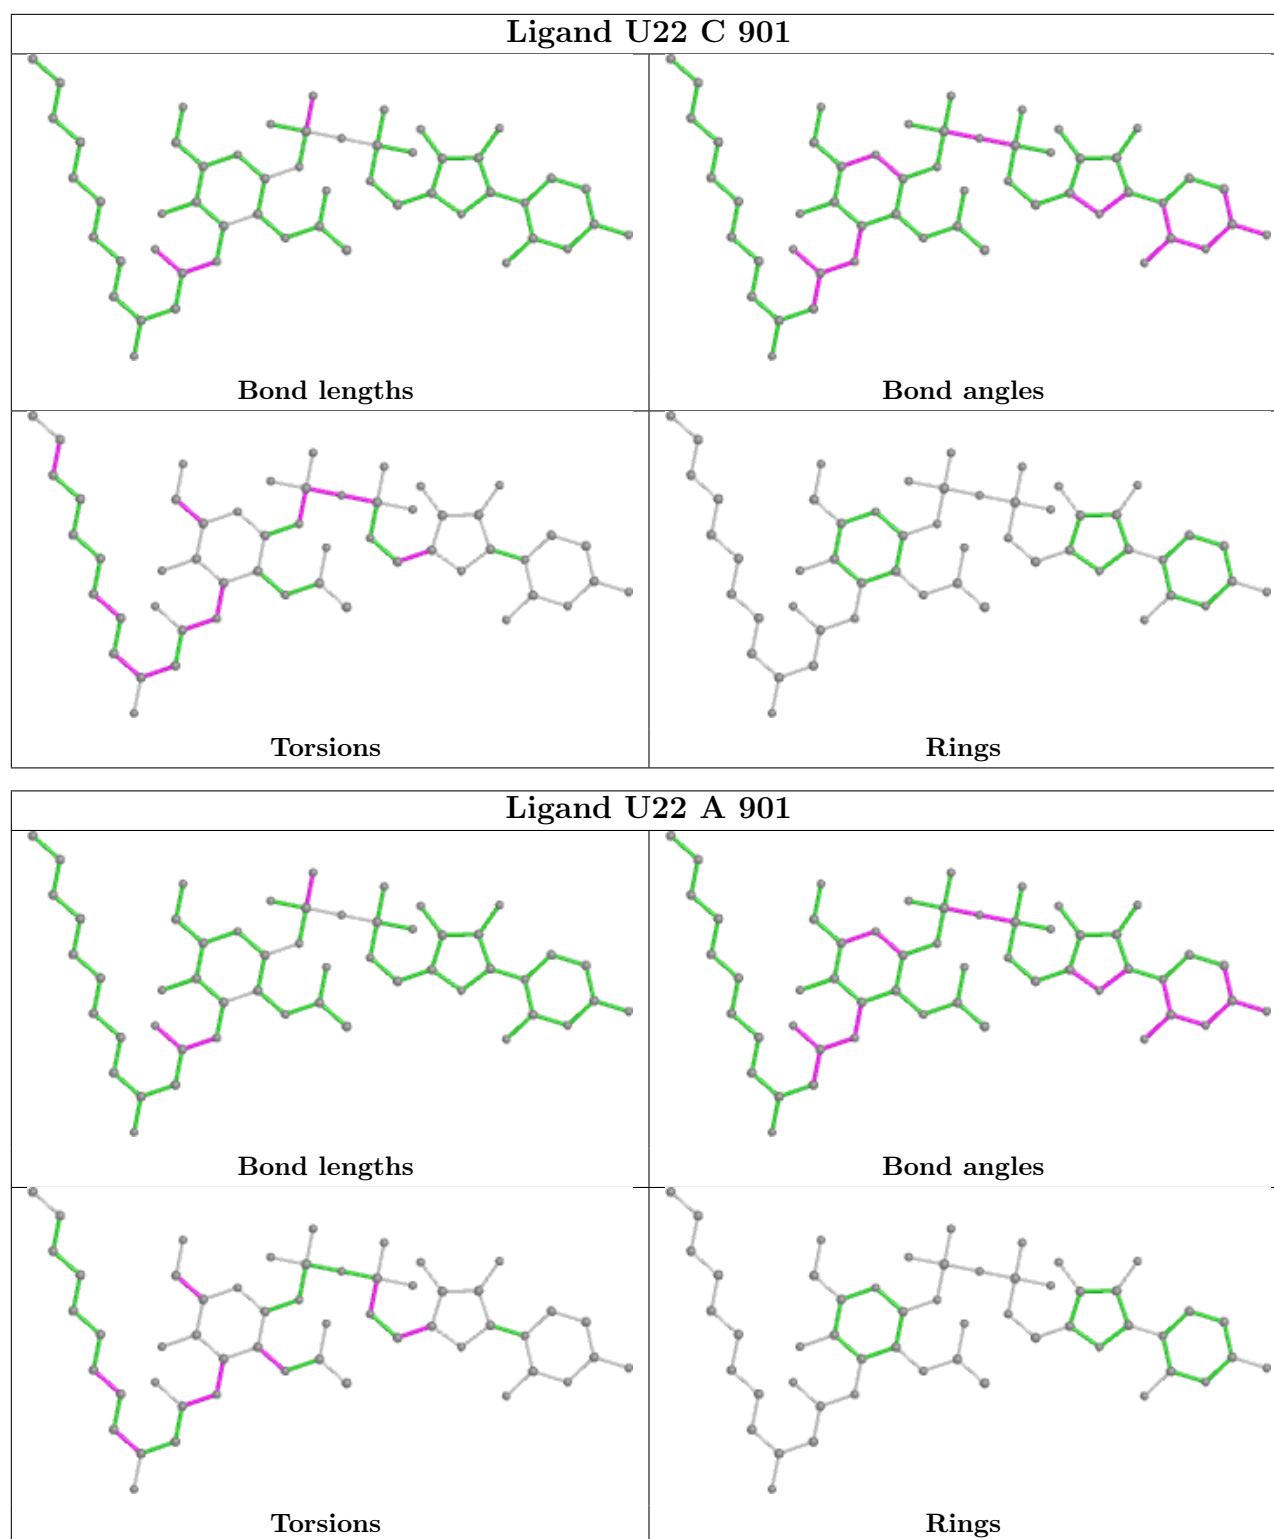 Ligand U22 C 901
Bond lengths
Bond angles
Torsions
Rings
Ligand U22 A 901
Bond lengths
Bond angles
Torsions
Rings